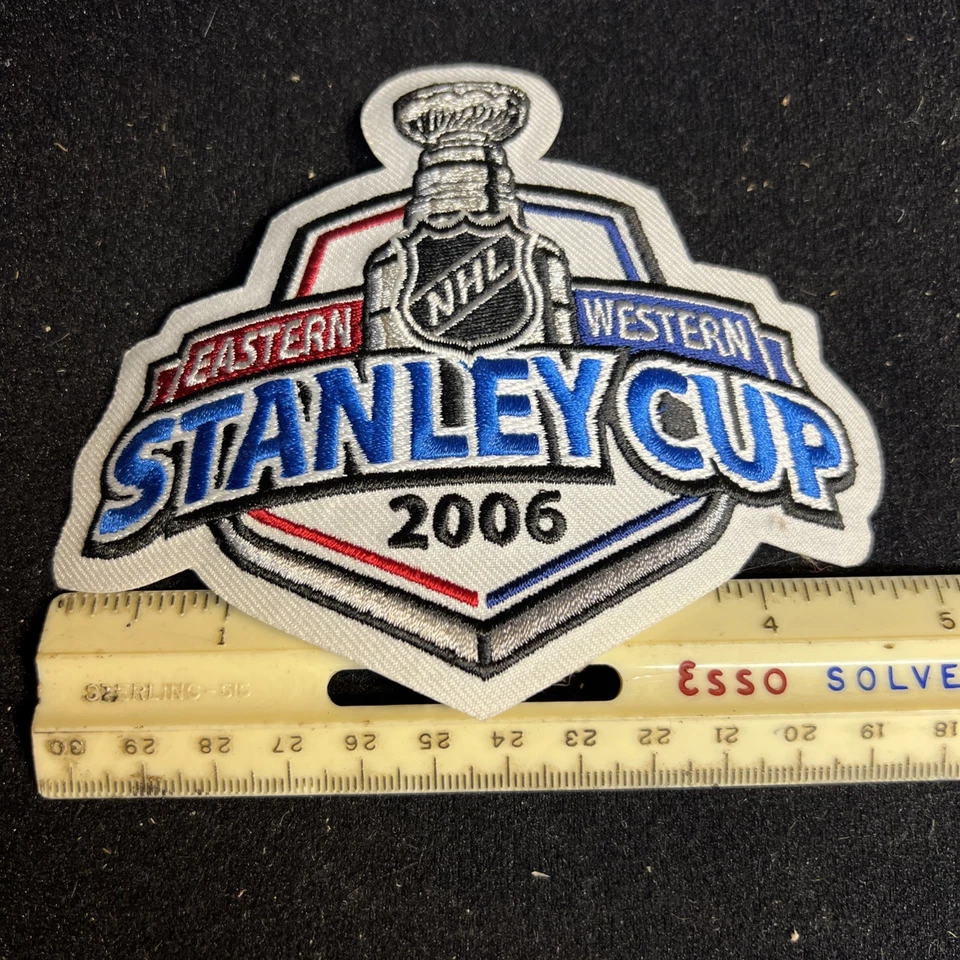 NHL
EASTERN WESTERN
STANLEY CUP
2006
1 4 5
STERLING
ESSO SOLVE
30 29 28 27 26 25 24 23 22 21 20 19 18